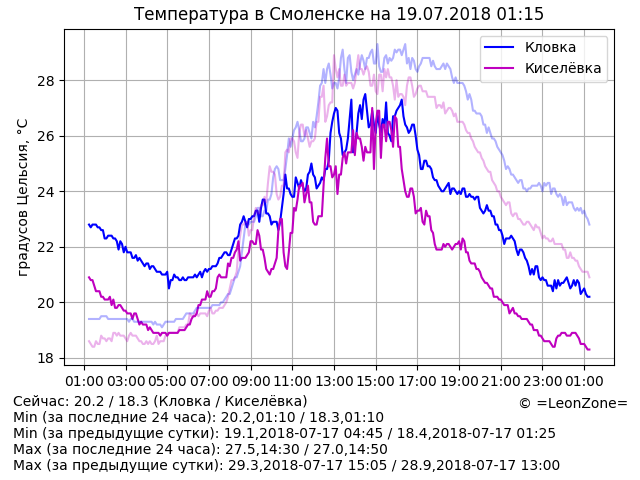 Температура в Смоленске на 19.07.2018 01:15
Кловка
Киселёвка
градусов Цельсия, °C
28
26
24
22
20
18
01:00 03:00 05:00 07:00 09:00 11:00 13:00 15:00 17:00 19:00 21:00 23:00 01:00
Сейчас: 20.2 / 18.3 (Кловка / Киселёвка)
© =LeonZone=
Min (за последние 24 часа): 20.2,01:10 / 18.3,01:10
Min (за предыдущие сутки): 19.1,2018-07-17 04:45 / 18.4,2018-07-17 01:25
Max (за последние 24 часа): 27.5,14:30 / 27.0,14:50
Max (за предыдущие сутки): 29.3,2018-07-17 15:05 / 28.9,2018-07-17 13:00